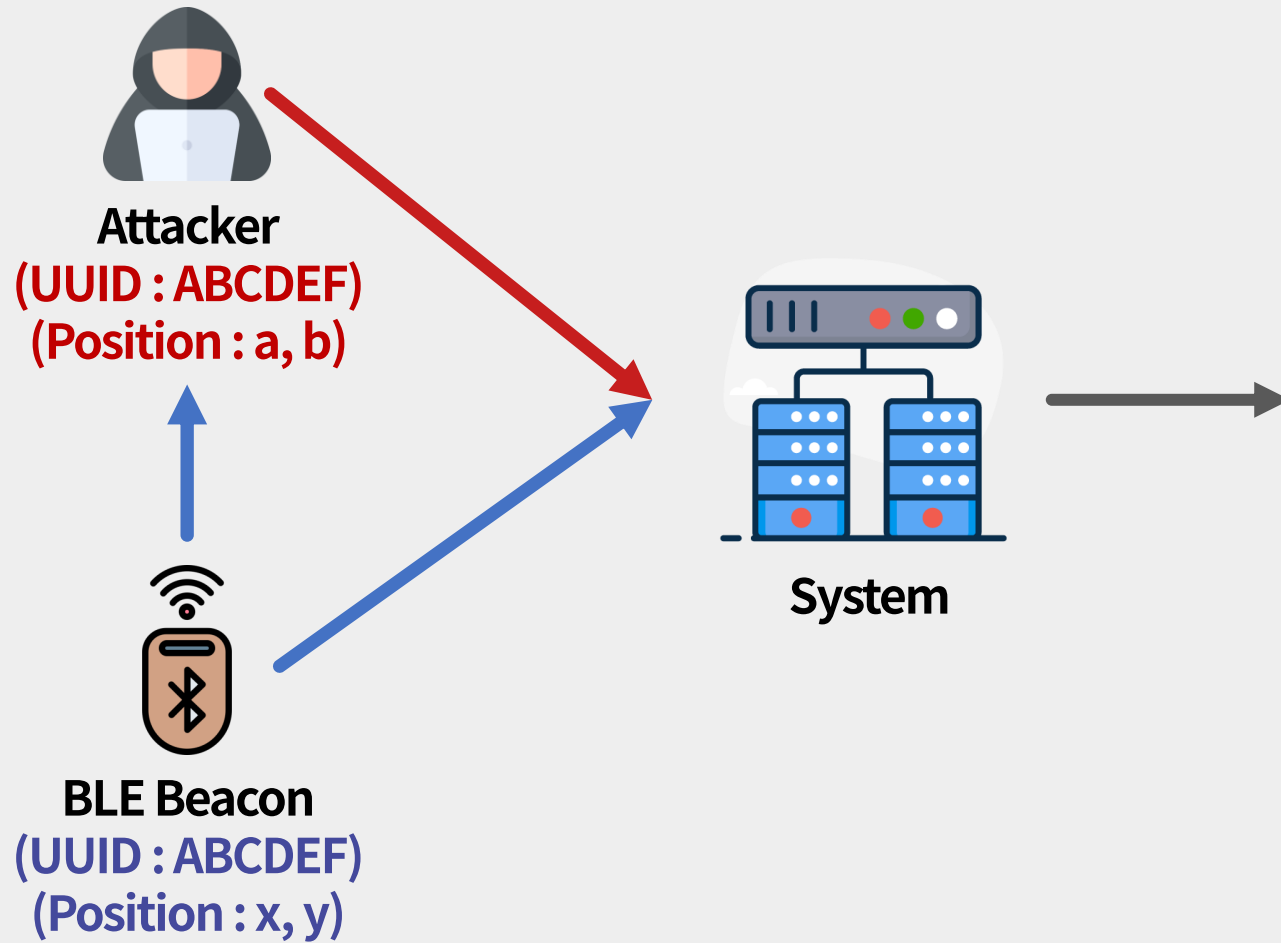 Attacker
(UUID : ABCDEF)
(Position : a, b)
System
BLE Beacon
(UUID : ABCDEF)
(Position : x, y)